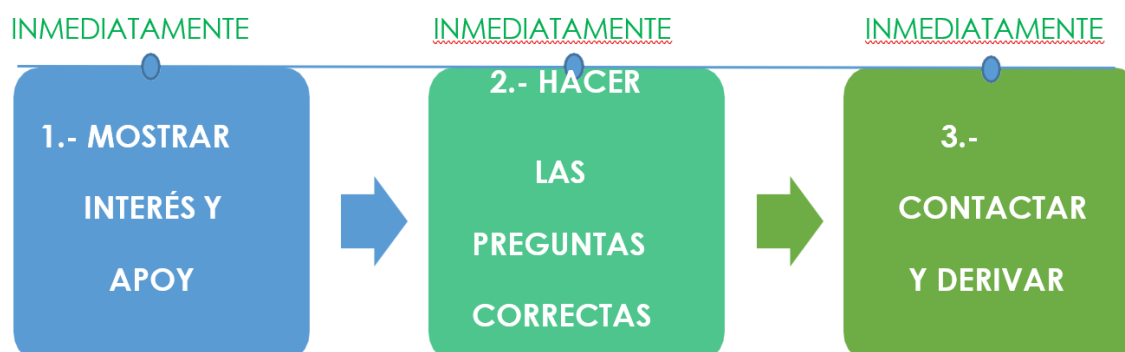 INMEDIATAMENTE
INMEDIATAMENTE
INMEDIATAMENTE
1.- MOSTRAR
INTERÉS Y
APOY
2.- HACER
LAS
PREGUNTAS
CORRECTAS
3.-
CONTACTAR
Y DERIVAR